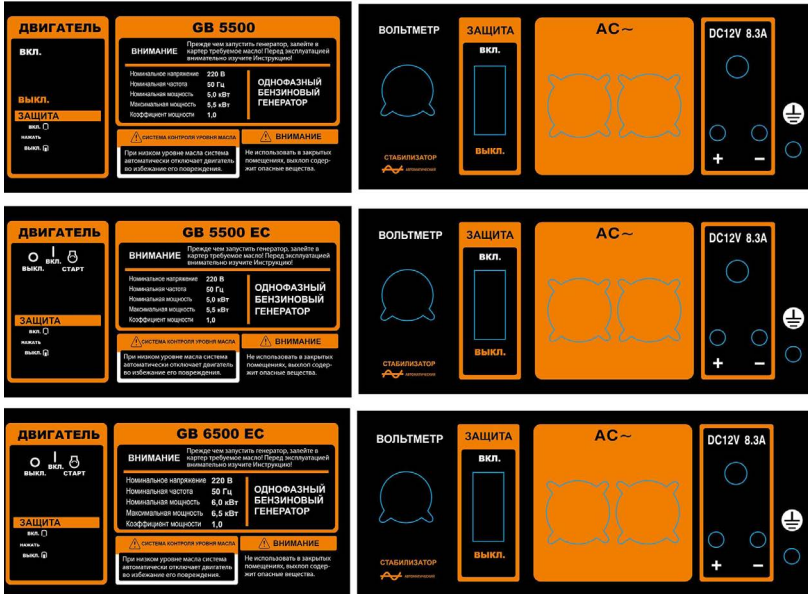 ДВИГАТЕЛЬ
ВКЛ.
ВЫКЛ.
ЗАЩИТА
ВКЛ.
НАЖАТЬ
ВЫКЛ.
GB 5500
ВНИМАНИЕ
Прежде чем запустить генератор, залейте в
картер требуемое масло! Перед эксплуатацией
внимательно изучите Инструкцию!
Номинальное напряжение 220 В
Номинальная частота 50 Гц
Номинальная мощность 5,0 кВт
Максимальная мощность 5,5 кВт
Коэффициент мощности 1,0
ОДНОФАЗНЫЙ
БЕНЗИНОВЫЙ
ГЕНЕРАТОР
СИСТЕМА КОНТРОЛЯ УРОВНЯ МАСЛА
При низком уровне масла система
автоматически отключает двигатель
во избежание его повреждения.
ВНИМАНИЕ
Не использовать в закрытых
помещениях, выхлоп содер-
жит опасные вещества.
ВОЛЬТМЕТР
СТАБИЛИЗАТОР
АВТОМАТИЧЕСКИЙ
ЗАЩИТА
ВКЛ.
ВЫКЛ.
AC~
DC12V 8.3A
+ −
ДВИГАТЕЛЬ
ВЫКЛ. ВКЛ. СТАРТ
ЗАЩИТА
ВКЛ.
НАЖАТЬ
ВЫКЛ.
GB 5500 EC
ВНИМАНИЕ
Прежде чем запустить генератор, залейте в
картер требуемое масло! Перед эксплуатацией
внимательно изучите Инструкцию!
Номинальное напряжение 220 В
Номинальная частота 50 Гц
Номинальная мощность 5,0 кВт
Максимальная мощность 5,5 кВт
Коэффициент мощности 1,0
ОДНОФАЗНЫЙ
БЕНЗИНОВЫЙ
ГЕНЕРАТОР
СИСТЕМА КОНТРОЛЯ УРОВНЯ МАСЛА
При низком уровне масла система
автоматически отключает двигатель
во избежание его повреждения.
ВНИМАНИЕ
Не использовать в закрытых
помещениях, выхлоп содер-
жит опасные вещества.
ВОЛЬТМЕТР
СТАБИЛИЗАТОР
АВТОМАТИЧЕСКИЙ
ЗАЩИТА
ВКЛ.
ВЫКЛ.
AC~
DC12V 8.3A
+ −
ДВИГАТЕЛЬ
ВЫКЛ. ВКЛ. СТАРТ
ЗАЩИТА
ВКЛ.
НАЖАТЬ
ВЫКЛ.
GB 6500 EC
ВНИМАНИЕ
Прежде чем запустить генератор, залейте в
картер требуемое масло! Перед эксплуатацией
внимательно изучите Инструкцию!
Номинальное напряжение 220 В
Номинальная частота 50 Гц
Номинальная мощность 6,0 кВт
Максимальная мощность 6,5 кВт
Коэффициент мощности 1,0
ОДНОФАЗНЫЙ
БЕНЗИНОВЫЙ
ГЕНЕРАТОР
СИСТЕМА КОНТРОЛЯ УРОВНЯ МАСЛА
При низком уровне масла система
автоматически отключает двигатель
во избежание его повреждения.
ВНИМАНИЕ
Не использовать в закрытых
помещениях, выхлоп содер-
жит опасные вещества.
ВОЛЬТМЕТР
СТАБИЛИЗАТОР
АВТОМАТИЧЕСКИЙ
ЗАЩИТА
ВКЛ.
ВЫКЛ.
AC~
DC12V 8.3A
+ −